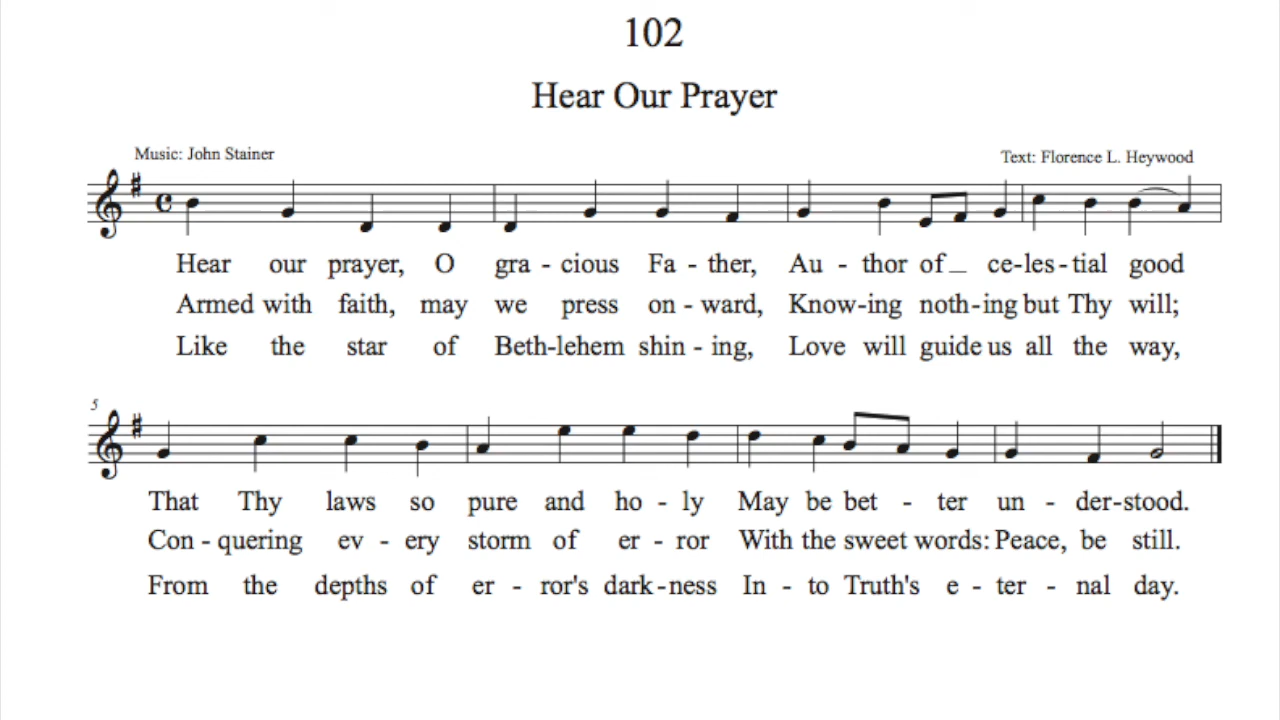 102
Hear Our Prayer
Music: John Stainer
Text: Florence L. Heywood
Hear our prayer, O gra - cious Fa - ther, Au - thor of _ ce-les-tial good
Armed with faith, may we press on - ward, Know-ing noth-ing but Thy will;
Like the star of Beth-lehem shin - ing, Love will guide us all the way,
5
That Thy laws so pure and ho - ly May be bet - ter un - der-stood.
Con - quering ev - ery storm of er - ror With the sweet words: Peace, be still.
From the depths of er - ror's dark-ness In - to Truth's e - ter - nal day.